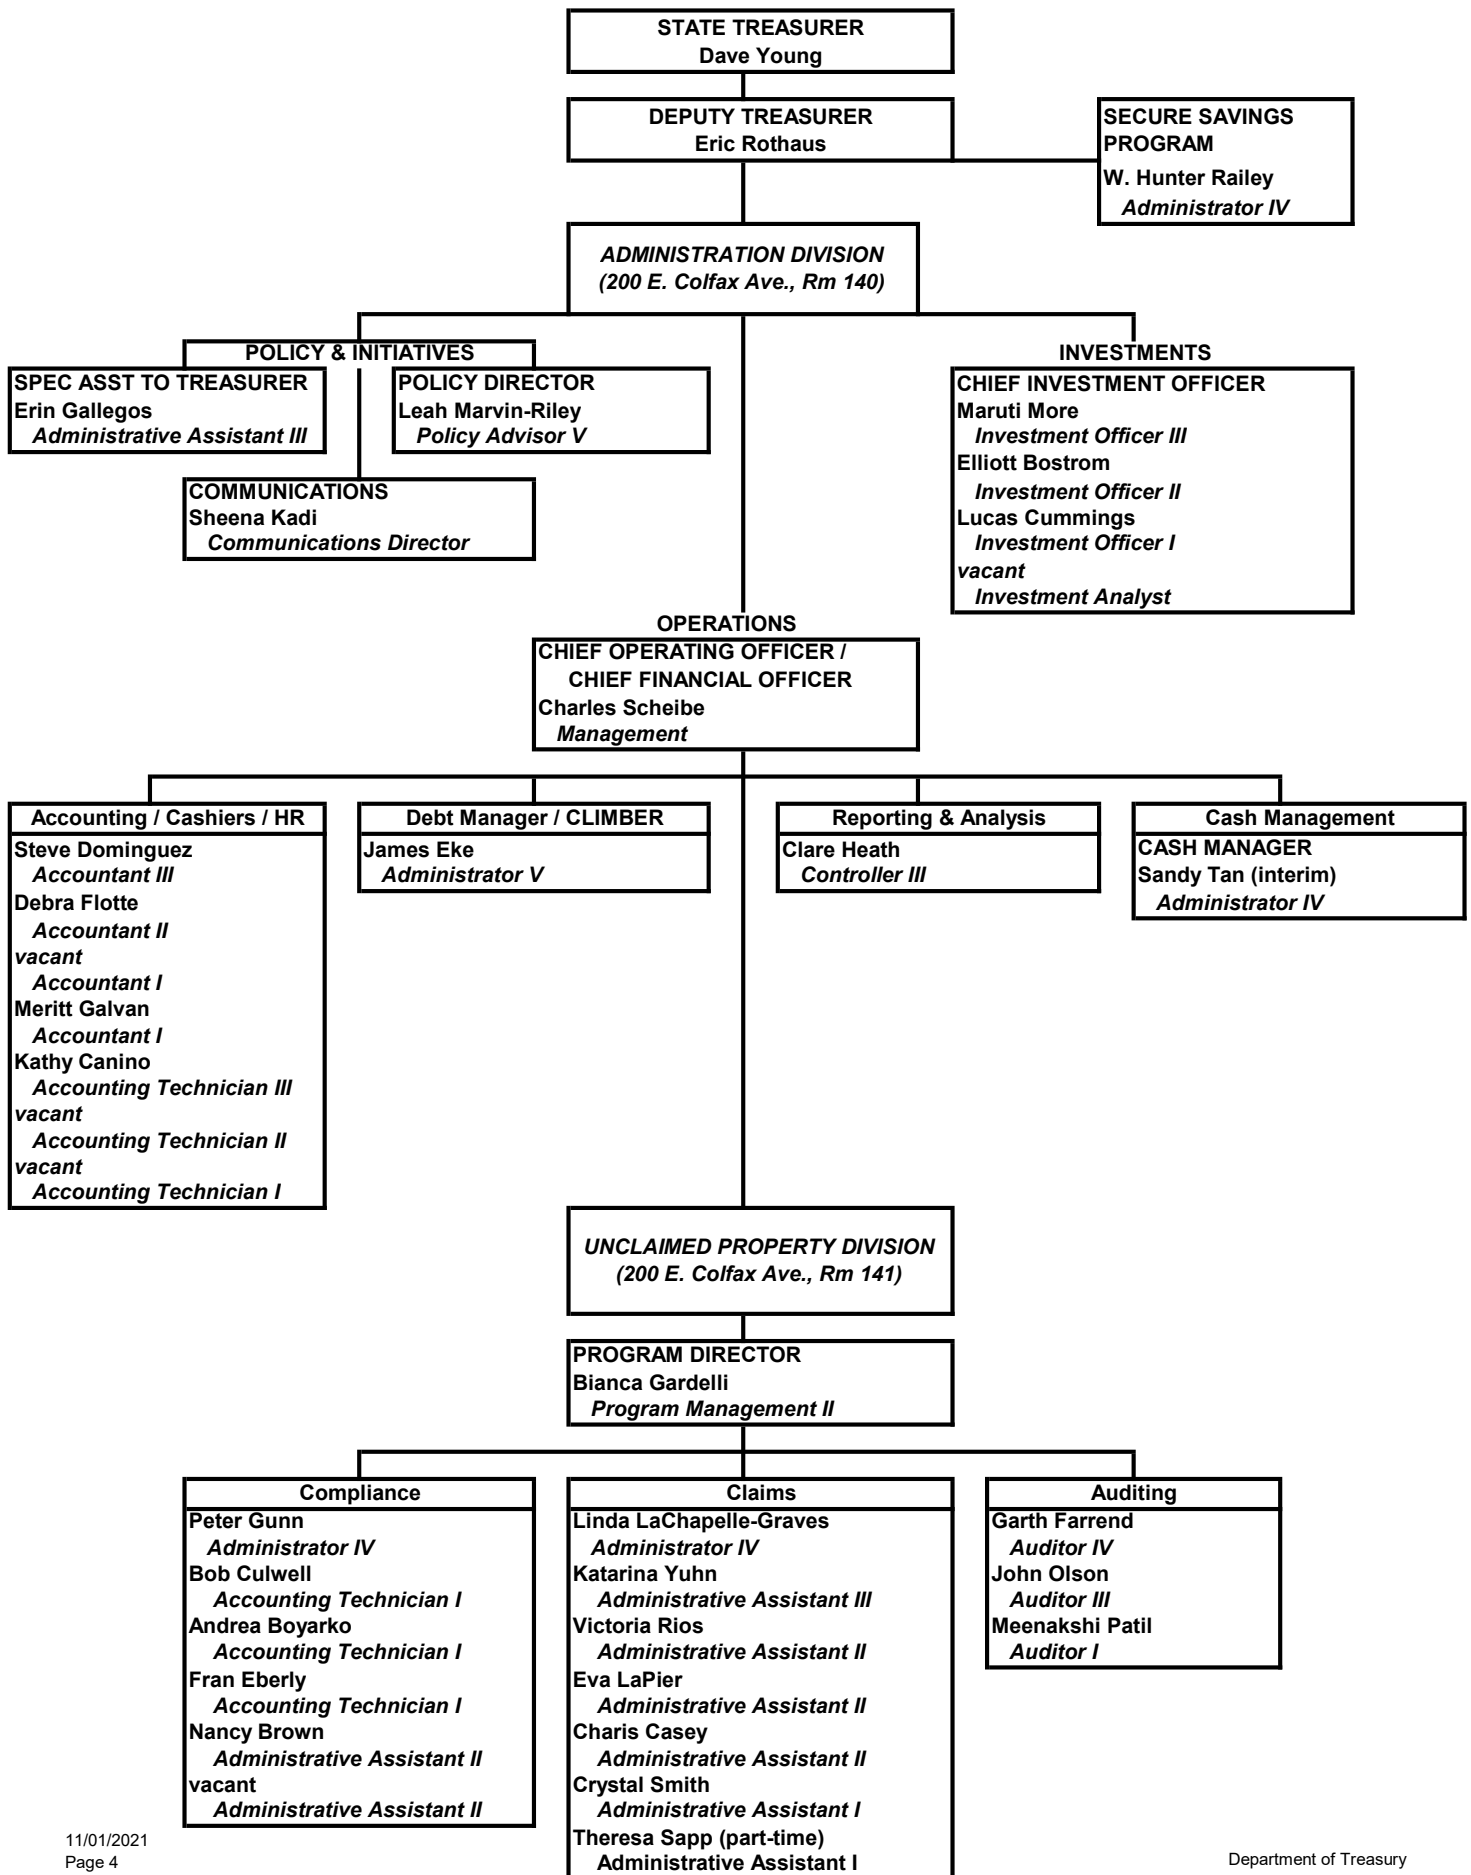 STATE TREASURER
Dave Young
DEPUTY TREASURER
Eric Rothaus
SECURE SAVINGS
PROGRAM
W. Hunter Railey
Administrator IV
ADMINISTRATION DIVISION
(200 E. Colfax Ave., Rm 140)
POLICY & INITIATIVES
SPEC ASST TO TREASURER
Erin Gallegos
Administrative Assistant III
POLICY DIRECTOR
Leah Marvin-Riley
Policy Advisor V
COMMUNICATIONS
Sheena Kadi
Communications Director
INVESTMENTS
CHIEF INVESTMENT OFFICER
Maruti More
Investment Officer III
Elliott Bostrom
Investment Officer II
Lucas Cummings
Investment Officer I
vacant
Investment Analyst
OPERATIONS
CHIEF OPERATING OFFICER /
CHIEF FINANCIAL OFFICER
Charles Scheibe
Management
Accounting / Cashiers / HR
Steve Dominguez
Accountant III
Debra Flotte
Accountant II
vacant
Accountant I
Meritt Galvan
Accountant I
Kathy Canino
Accounting Technician III
vacant
Accounting Technician II
vacant
Accounting Technician I
Debt Manager / CLIMBER
James Eke
Administrator V
Reporting & Analysis
Clare Heath
Controller III
Cash Management
CASH MANAGER
Sandy Tan (interim)
Administrator IV
UNCLAIMED PROPERTY DIVISION
(200 E. Colfax Ave., Rm 141)
PROGRAM DIRECTOR
Bianca Gardelli
Program Management II
Compliance
Peter Gunn
Administrator IV
Bob Culwell
Accounting Technician I
Andrea Boyarko
Accounting Technician I
Fran Eberly
Accounting Technician I
Nancy Brown
Administrative Assistant II
vacant
Administrative Assistant II
Claims
Linda LaChapelle-Graves
Administrator IV
Katarina Yuhn
Administrative Assistant III
Victoria Rios
Administrative Assistant II
Eva LaPier
Administrative Assistant II
Charis Casey
Administrative Assistant II
Crystal Smith
Administrative Assistant I
Theresa Sapp (part-time)
Administrative Assistant I
Auditing
Garth Farrend
Auditor IV
John Olson
Auditor III
Meenakshi Patil
Auditor I
11/01/2021
Page 4
Department of Treasury